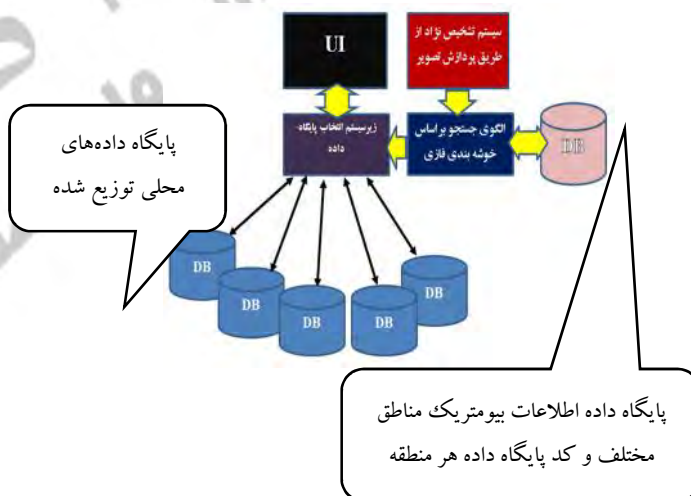 UI
سیستم تشخیص نژاد از
طریق پردازش تصویر
زیرسیستم انتخاب پایگاه-
داده
الگوی جستجو براساس
خوشه بندی فازی
DB
پایگاه داده‌های
محلی توزیع شده
DB
DB
DB
DB
DB
پایگاه داده اطلاعات بیومتریک مناطق
مختلف و کد پایگاه داده هر منطقه